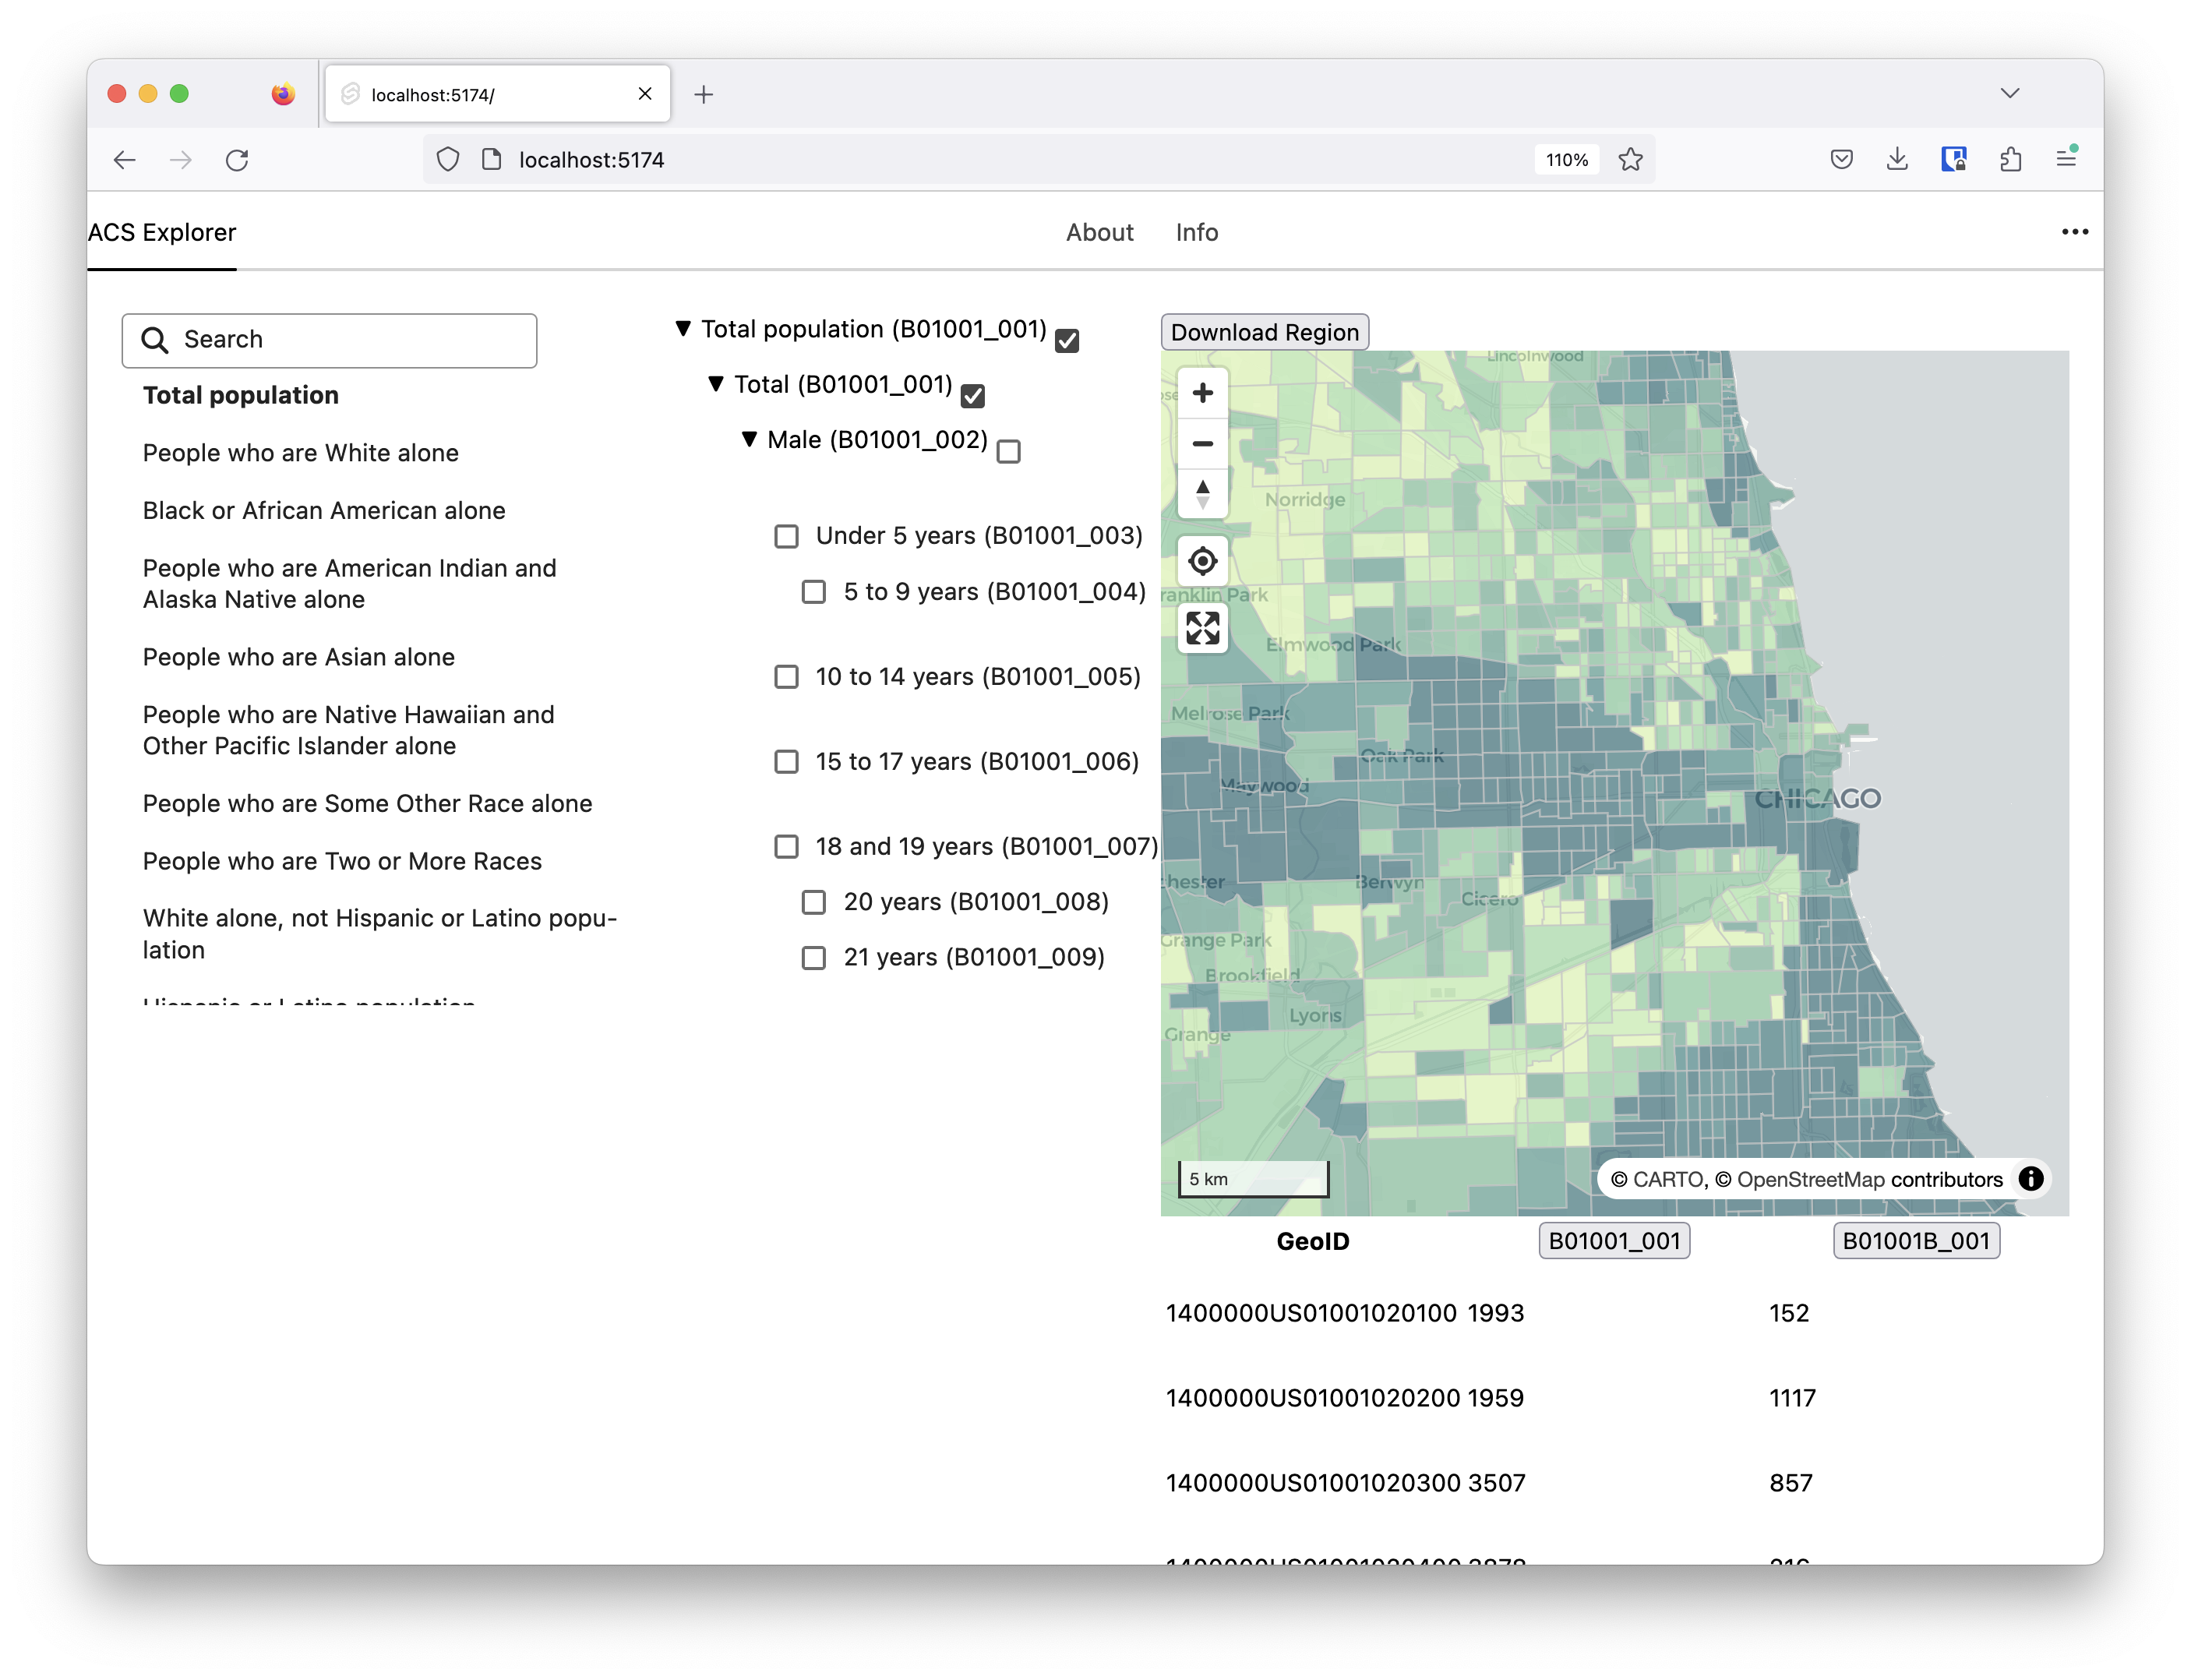 localhost:5174/
localhost:5174
110%
ACS Explorer
About
Info
Search
Total population
People who are White alone
Black or African American alone
People who are American Indian and
Alaska Native alone
People who are Asian alone
People who are Native Hawaiian and
Other Pacific Islander alone
People who are Some Other Race alone
People who are Two or More Races
White alone, not Hispanic or Latino popu-
lation
Hispanic or Latino population
Total population (B01001_001)
Total (B01001_001)
Male (B01001_002)
Under 5 years (B01001_003)
5 to 9 years (B01001_004)
10 to 14 years (B01001_005)
15 to 17 years (B01001_006)
18 and 19 years (B01001_007)
20 years (B01001_008)
21 years (B01001_009)
Download Region
Lincolnwood
Norridge
ranklin Park
Elmwood Park
Melrose Park
Oak Park
Maywood
CHICAGO
chester
Berwyn
Cicero
Grange Park
Brookfield
Lyons
Grange
5 km
© CARTO, © OpenStreetMap contributors
GeoID
B01001_001
B01001B_001
1400000US01001020100 1993 152
1400000US01001020200 1959 1117
1400000US01001020300 3507 857